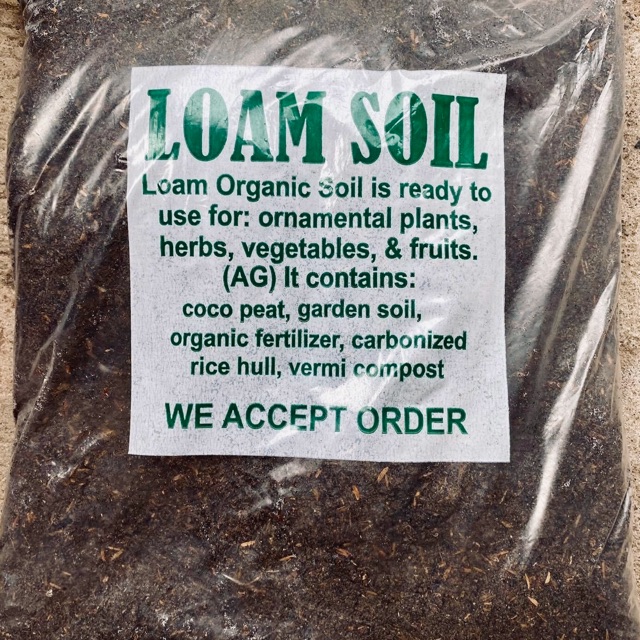 LOAM SOIL
Loam Organic Soil is ready to
use for: ornamental plants,
herbs, vegetables, & fruits.
(AG) It contains:
coco peat, garden soil,
organic fertilizer, carbonized
rice hull, vermi compost
WE ACCEPT ORDER